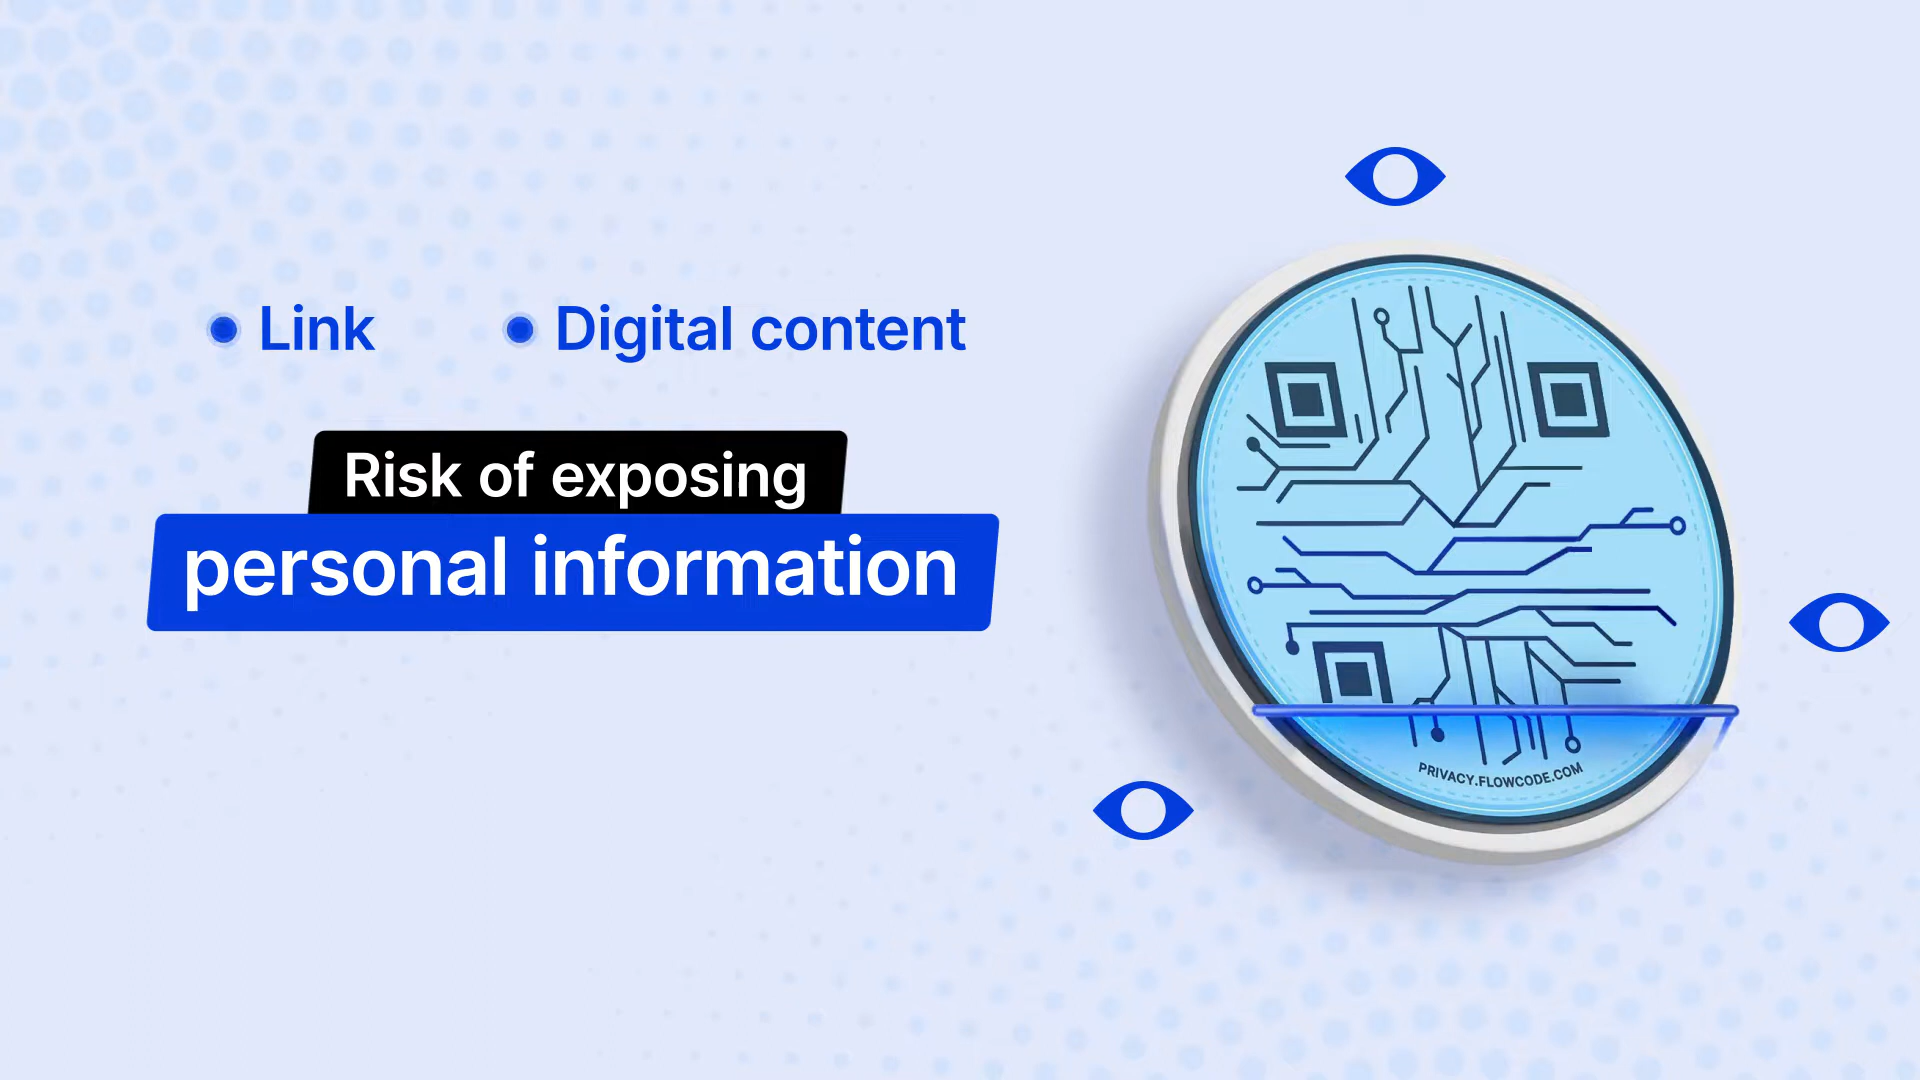 Link
Digital content
Risk of exposing
personal information
PRIVACY.FLOWCODE.COM